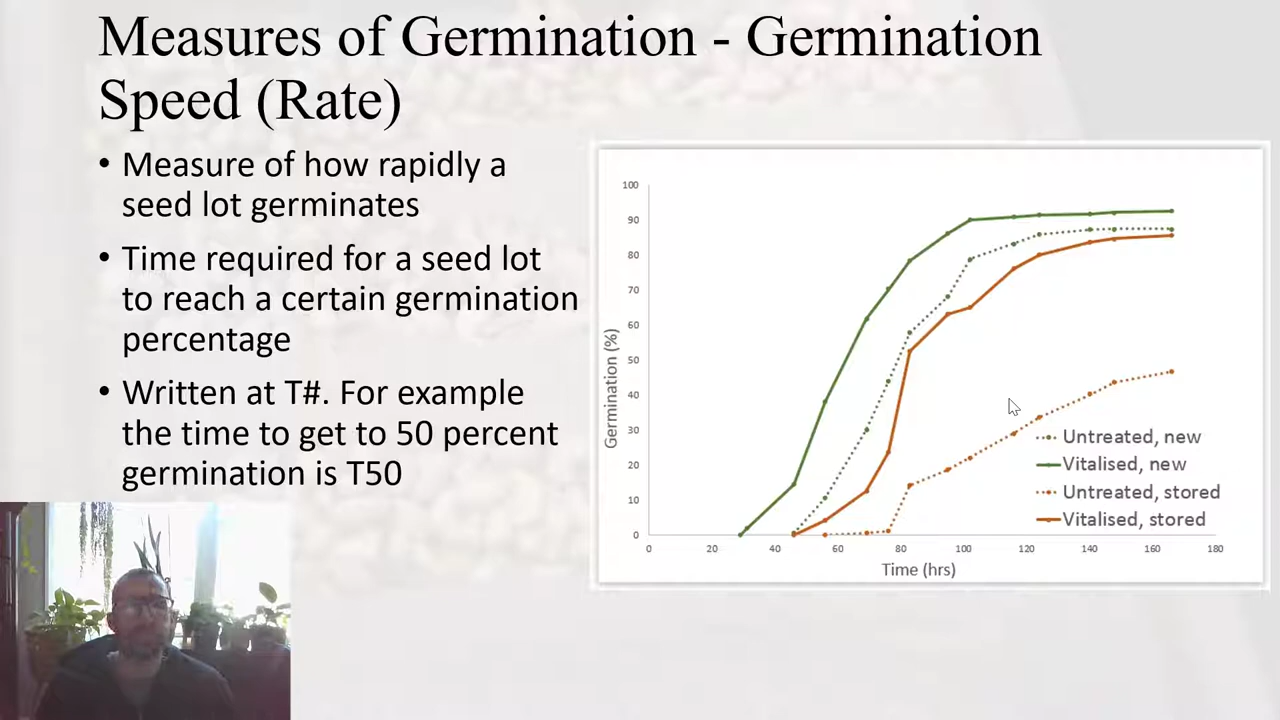 Measures of Germination - Germination
Speed (Rate)
• Measure of how rapidly a
seed lot germinates
• Time required for a seed lot
to reach a certain germination
percentage
• Written at T#. For example
the time to get to 50 percent
germination is T50
100
90
80
70
60
50
40
30
20
10
0
Germination (%)
0 20 40 60 80 100 120 140 160 180
Time (hrs)
Untreated, new
Vitalised, new
Untreated, stored
Vitalised, stored